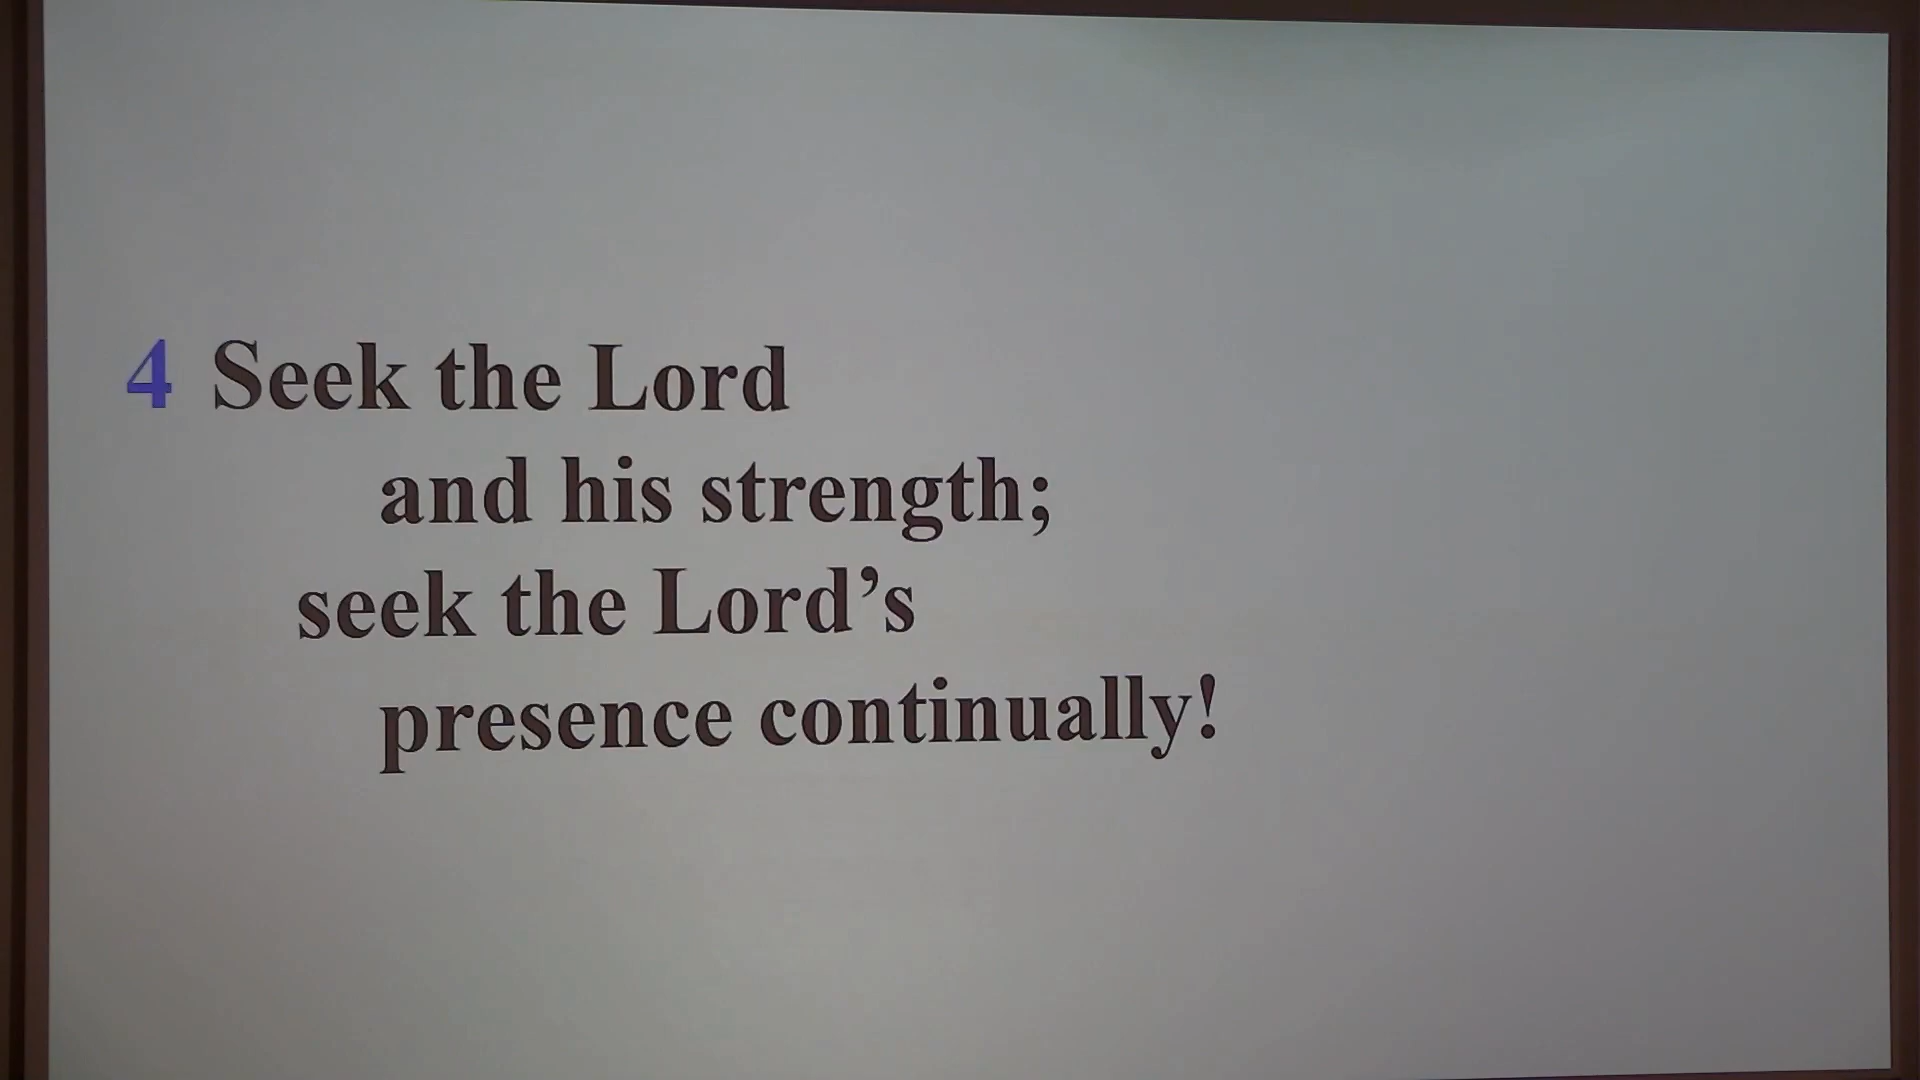 4 Seek the Lord
and his strength;
seek the Lord’s
presence continually!